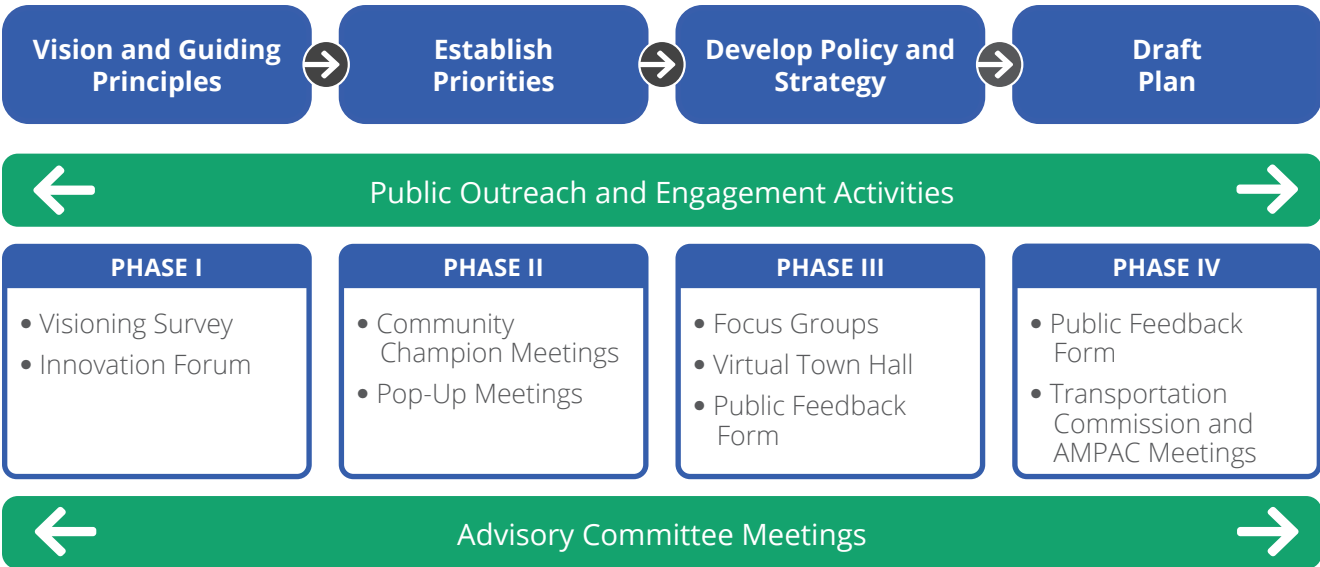 Vision and Guiding
Principles
Establish
Priorities
Develop Policy and
Strategy
Draft
Plan
Public Outreach and Engagement Activities
PHASE I
• Visioning Survey
• Innovation Forum
PHASE II
• Community
Champion Meetings
• Pop-Up Meetings
PHASE III
• Focus Groups
• Virtual Town Hall
• Public Feedback
Form
PHASE IV
• Public Feedback
Form
• Transportation
Commission and
AMPAC Meetings
Advisory Committee Meetings